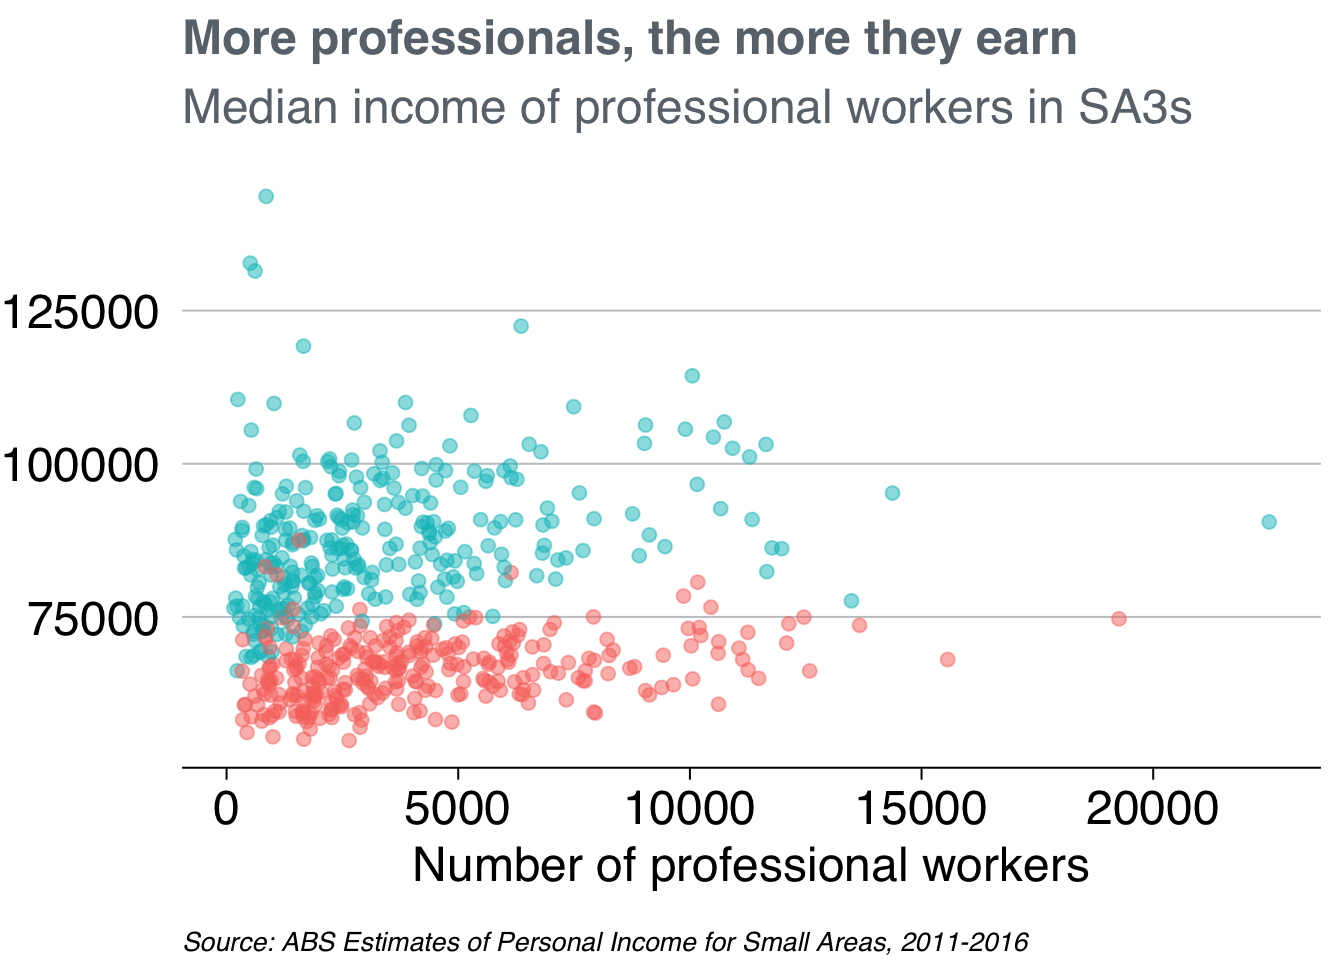 More professionals, the more they earn
Median income of professional workers in SA3s
125000
100000
75000
0 5000 10000 15000 20000
Number of professional workers
Source: ABS Estimates of Personal Income for Small Areas, 2011-2016